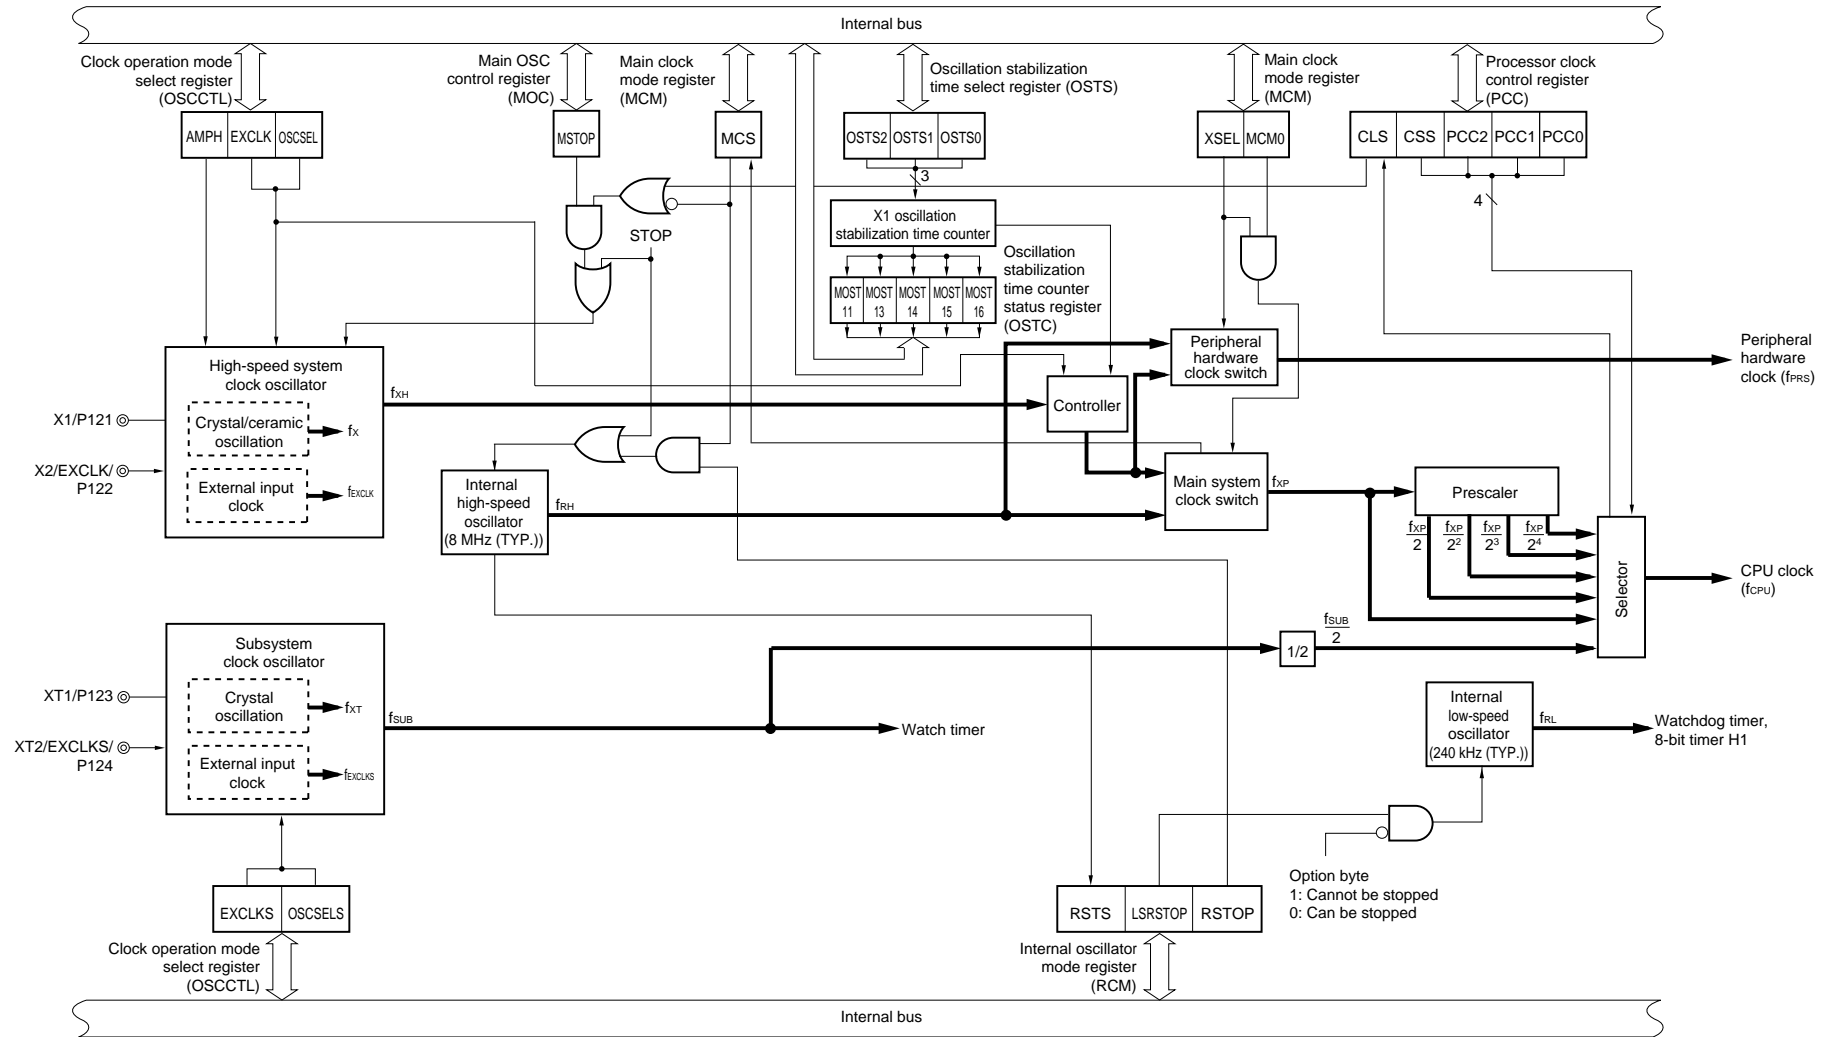 Internal bus
Clock operation mode
select register
(OSCCTL)
Main OSC
control register
(MOC)
Main clock
mode register
(MCM)
Oscillation stabilization
time select register (OSTS)
Main clock
mode register
(MCM)
Processor clock
control register
(PCC)
AMPH
EXCLK
OSCSEL
MSTOP
MCS
OSTS2
OSTS1
OSTS0
XSEL
MCM0
CLS
CSS
PCC2
PCC1
PCC0
3
4
STOP
X1 oscillation
stabilization time counter
Oscillation
stabilization
time counter
status register
(OSTC)
MOST
11
MOST
13
MOST
14
MOST
15
MOST
16
High-speed system
clock oscillator
Crystal/ceramic
oscillation
fX
External input
clock
fEXCLK
X1/P121
X2/EXCLK/
P122
fXH
Controller
Peripheral
hardware
clock switch
Peripheral
hardware
clock (fPRS)
Internal
high-speed
oscillator
(8 MHz (TYP.))
fRH
Main system
clock switch
fXP
Prescaler
fXP
2
fXP
2²
fXP
2³
fXP
2⁴
Selector
CPU clock
(fCPU)
fSUB
2
1/2
Subsystem
clock oscillator
Crystal
oscillation
fXT
External input
clock
fEXCLKS
XT1/P123
XT2/EXCLKS/
P124
fSUB
Watch timer
Internal
low-speed
oscillator
(240 kHz (TYP.))
fRL
Watchdog timer,
8-bit timer H1
Option byte
1: Cannot be stopped
0: Can be stopped
EXCLKS
OSCSELS
RSTS
LSRSTOP
RSTOP
Clock operation mode
select register
(OSCCTL)
Internal oscillator
mode register
(RCM)
Internal bus